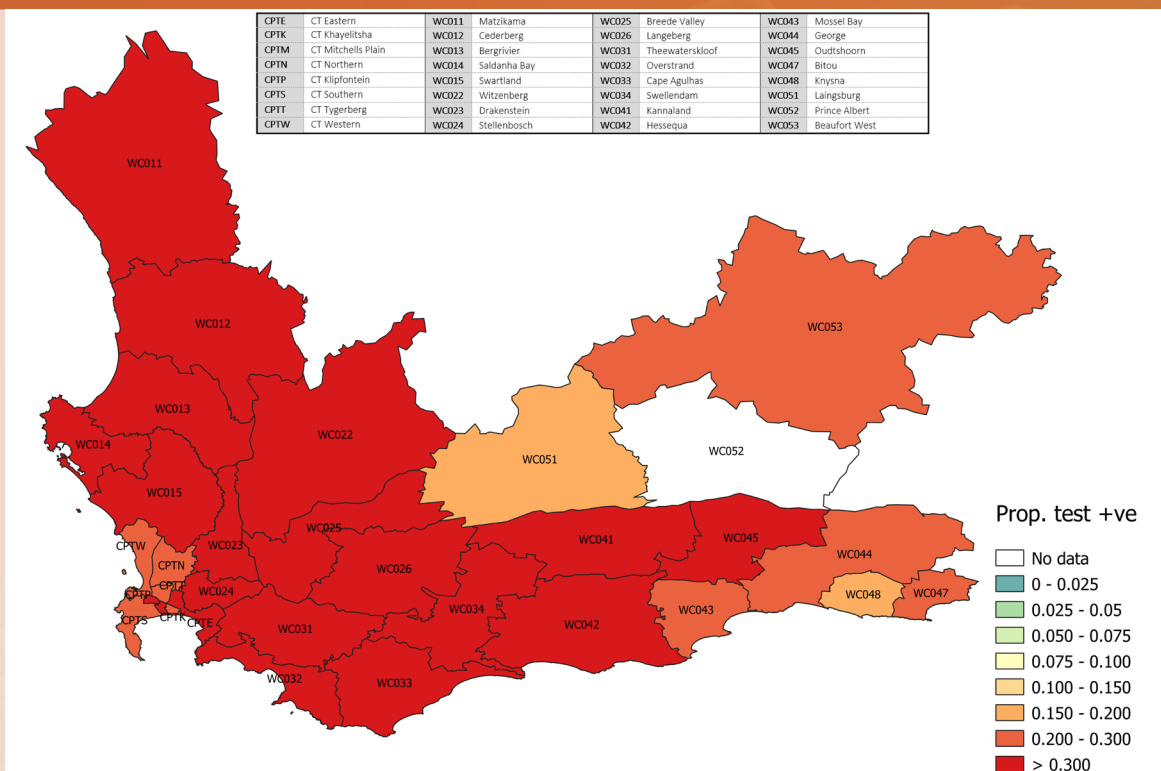 CPTE CT Eastern WC011 Matzikama WC025 Breede Valley WC043 Mossel Bay
CPTK CT Khayelitsha WC012 Cederberg WC026 Langeberg WC044 George
CPTM CT Mitchells Plain WC013 Bergrivier WC031 Theewaterskloof WC045 Oudtshoorn
CPTN CT Northern WC014 Saldanha Bay WC032 Overstrand WC047 Bitou
CPTP CT Klipfontein WC015 Swartland WC033 Cape Agulhas WC048 Knysna
CPTS CT Southern WC022 Witzenberg WC034 Swellendam WC051 Laingsburg
CPTT CT Tygerberg WC023 Drakenstein WC041 Kannaland WC052 Prince Albert
CPTW CT Western WC024 Stellenbosch WC042 Hessequa WC053 Beaufort West
WC011
WC012
WC053
WC013
WC022
WC014
WC052
WC051
WC015
WC025
WC041
WC045
CPTW
WC023
WC044
CPTN
WC026
CPTT
WC024
CPTP
WC048
WC047
WC034
WC043
CPTS
CPTK
CPTE
WC031
WC042
WC032
WC033
Prop. test +ve
No data
0 - 0.025
0.025 - 0.05
0.050 - 0.075
0.075 - 0.100
0.100 - 0.150
0.150 - 0.200
0.200 - 0.300
> 0.300